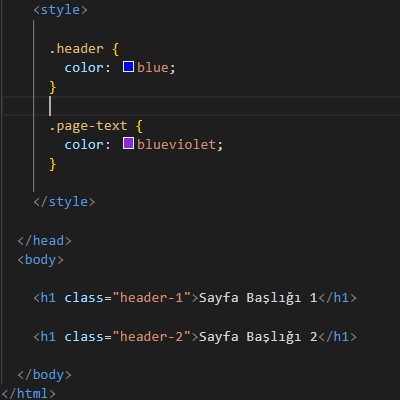 <style>
.header {
color: blue;
}
.page-text {
color: blueviolet;
}
</style>
</head>
<body>
<h1 class="header-1">Sayfa Başlığı 1</h1>
<h1 class="header-2">Sayfa Başlığı 2</h1>
</body>
</html>